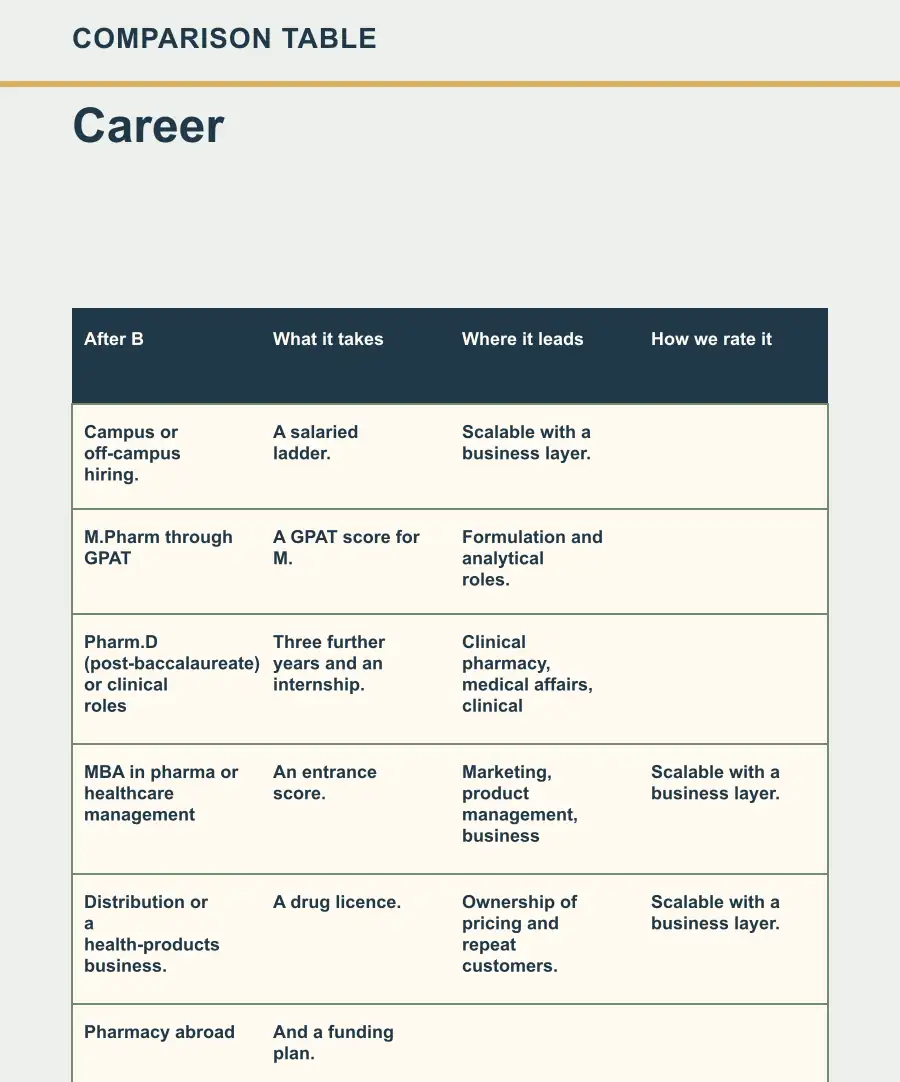 COMPARISON TABLE
Career
After B
What it takes
Where it leads
How we rate it
Campus or
off-campus
hiring.
A salaried
ladder.
Scalable with a
business layer.
M.Pharm through
GPAT
A GPAT score for
M.
Formulation and
analytical
roles.
Pharm.D
(post-baccalaureate)
or clinical
roles
Three further
years and an
internship.
Clinical
pharmacy,
medical affairs,
clinical
MBA in pharma or
healthcare
management
An entrance
score.
Marketing,
product
management,
business
Scalable with a
business layer.
Distribution or
a
health-products
business.
A drug licence.
Ownership of
pricing and
repeat
customers.
Scalable with a
business layer.
Pharmacy abroad
And a funding
plan.